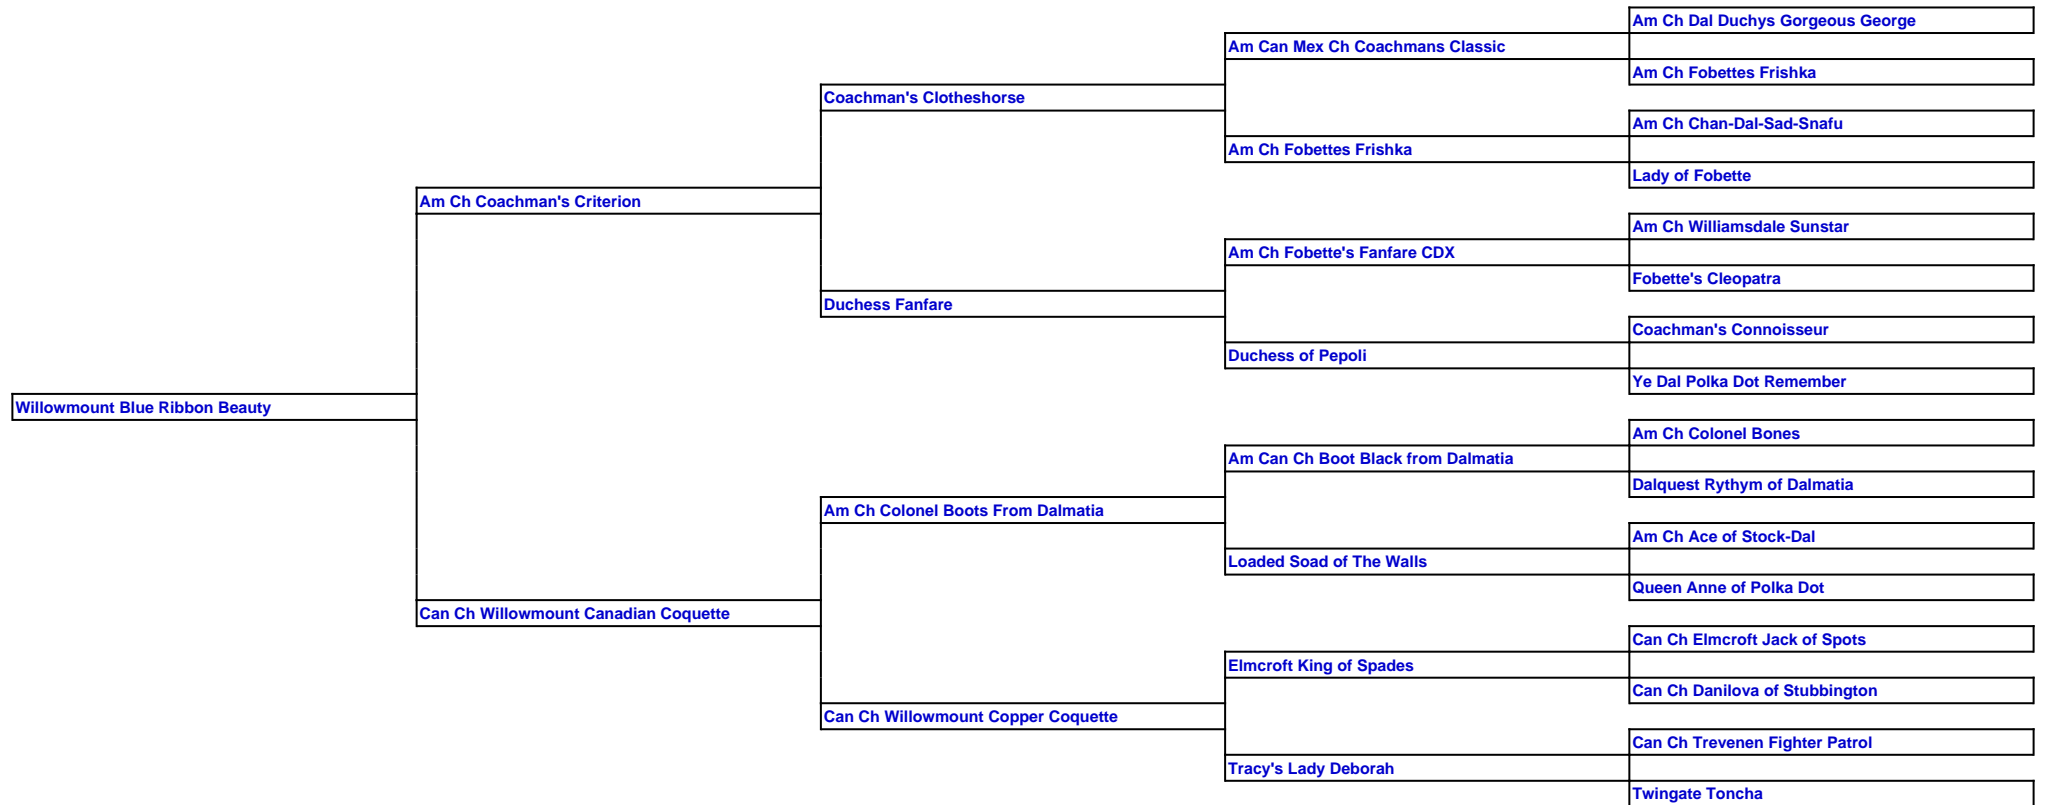 Am Ch Dal Duchys Gorgeous George
Am Can Mex Ch Coachmans Classic
Am Ch Fobettes Frishka
Coachman's Clotheshorse
Am Ch Chan-Dal-Sad-Snafu
Am Ch Fobettes Frishka
Lady of Fobette
Am Ch Coachman's Criterion
Am Ch Williamsdale Sunstar
Am Ch Fobette's Fanfare CDX
Fobette's Cleopatra
Duchess Fanfare
Coachman's Connoisseur
Duchess of Pepoli
Ye Dal Polka Dot Remember
Willowmount Blue Ribbon Beauty
Am Ch Colonel Bones
Am Can Ch Boot Black from Dalmatia
Dalquest Rythym of Dalmatia
Am Ch Colonel Boots From Dalmatia
Am Ch Ace of Stock-Dal
Loaded Soad of The Walls
Queen Anne of Polka Dot
Can Ch Willowmount Canadian Coquette
Can Ch Elmcroft Jack of Spots
Elmcroft King of Spades
Can Ch Danilova of Stubbington
Can Ch Willowmount Copper Coquette
Can Ch Trevenen Fighter Patrol
Tracy's Lady Deborah
Twingate Toncha